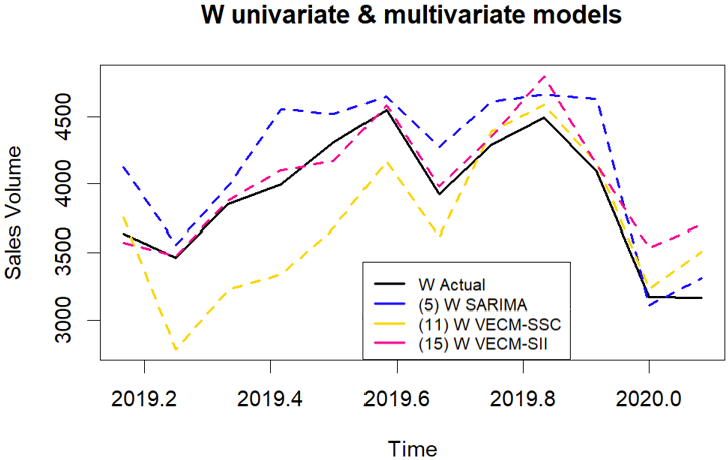 W univariate & multivariate models
Sales Volume
4500
4000
3500
3000
W Actual
(5) W SARIMA
(11) W VECM-SSC
(15) W VECM-SII
2019.2 2019.4 2019.6 2019.8 2020.0
Time